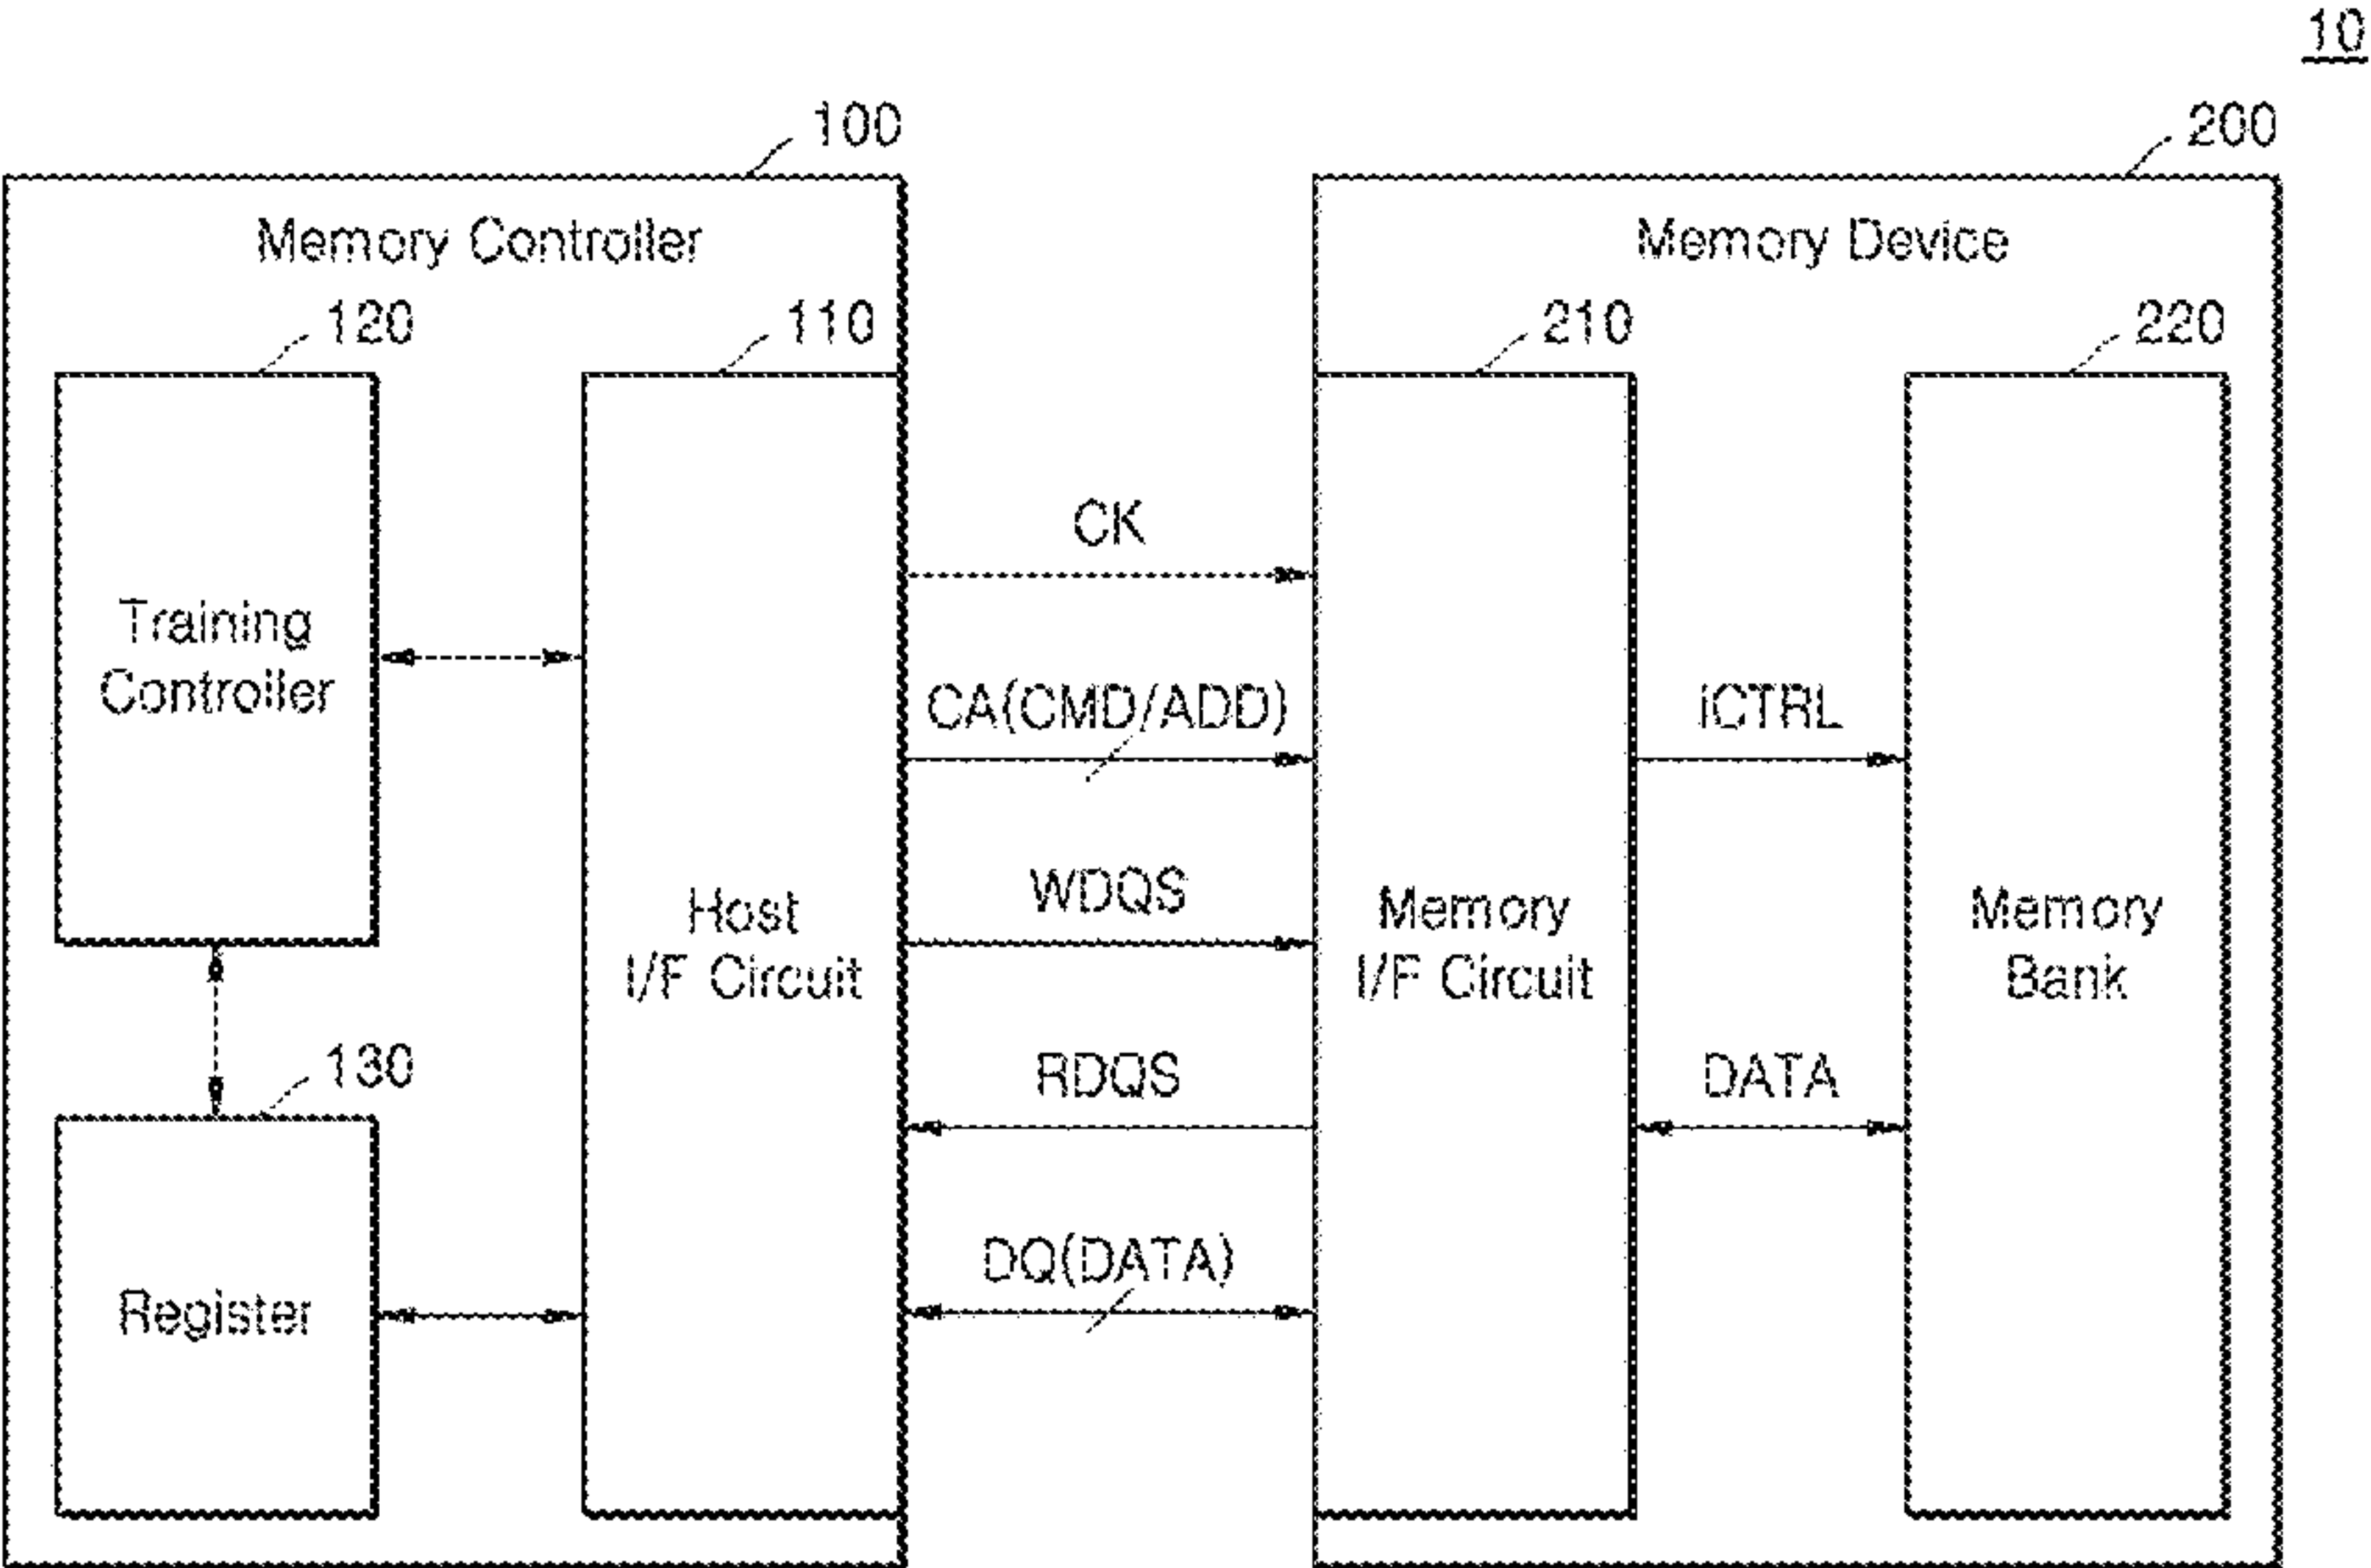 10
100
200
Memory Controller
Memory Device
120
110
210
220
Training
Controller
Host
I/F Circuit
CK
CA(CMD/ADD)
WDQS
RDQS
DQ(DATA)
Memory
I/F Circuit
iCTRL
DATA
Memory
Bank
130
Register